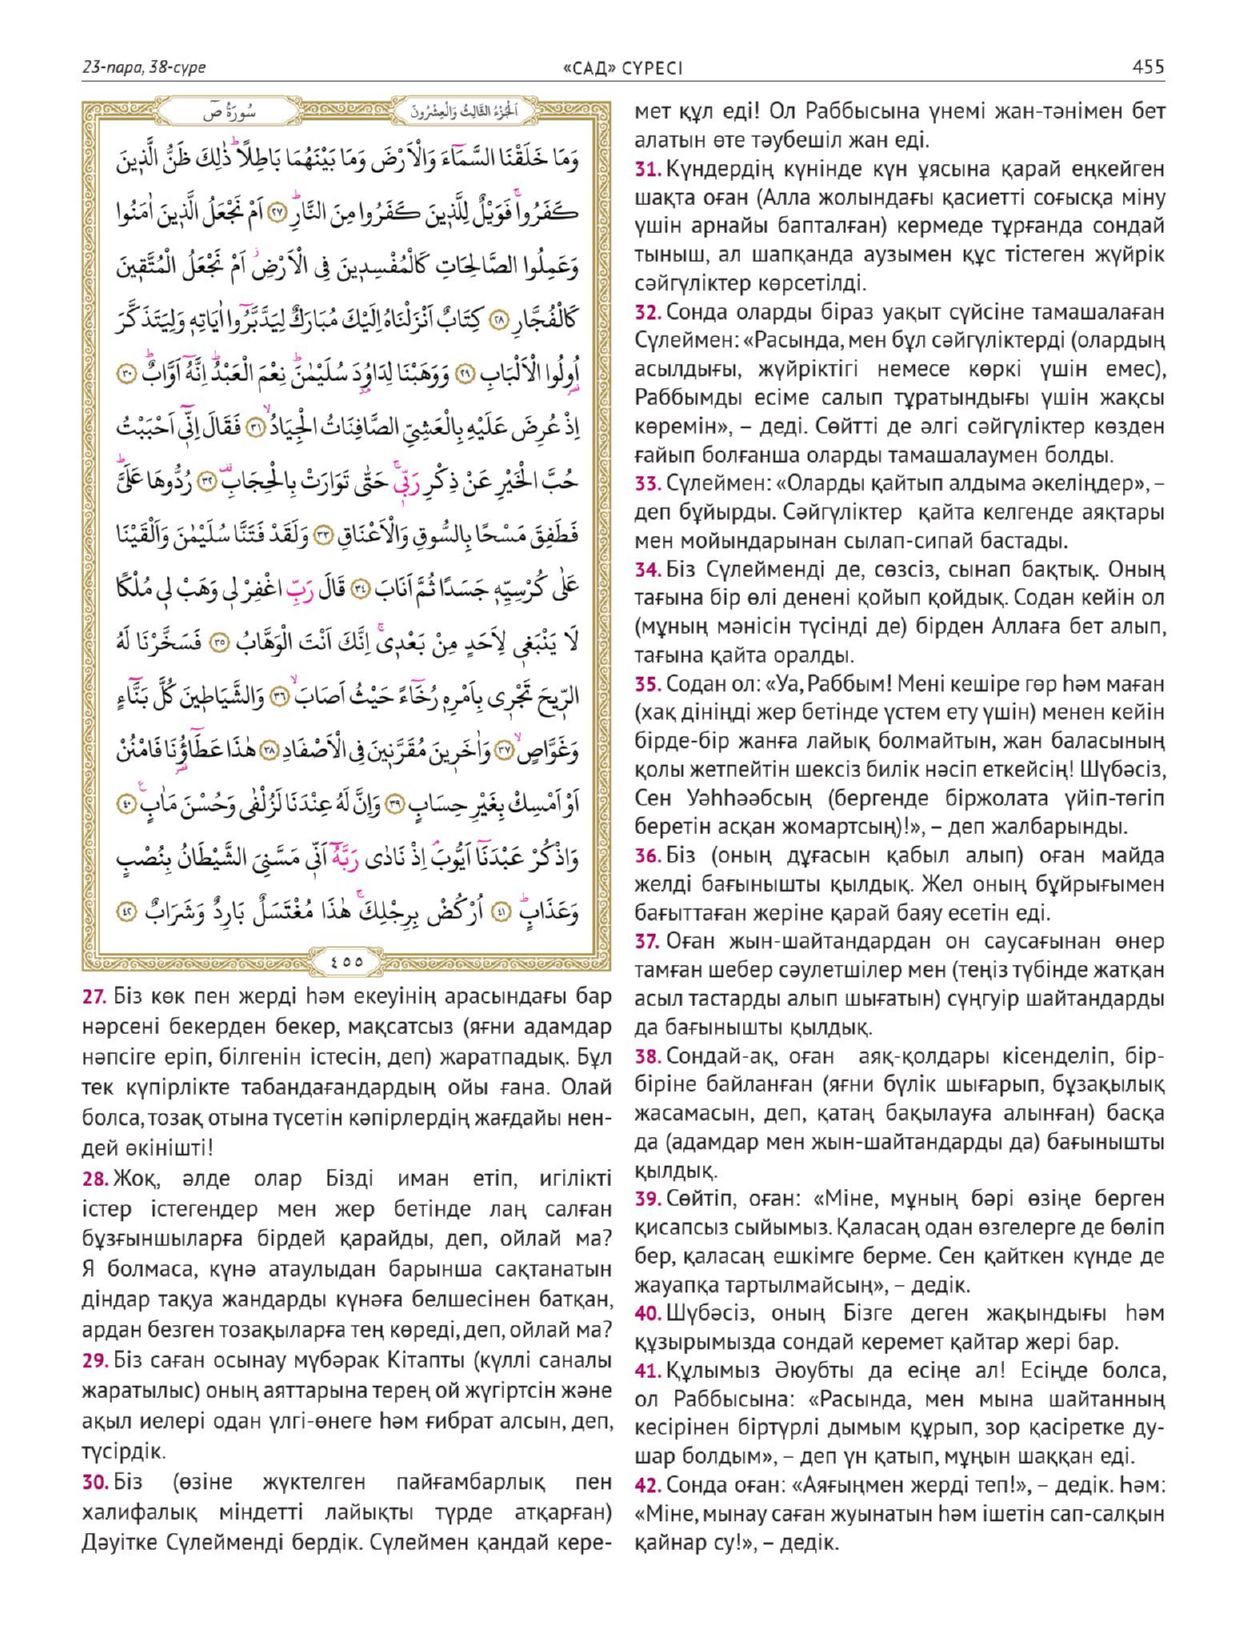 23-пара, 38-сүре
«САД» СҮРЕСІ
455
سُورَةُ صٓ
اَلْجُزْءُ الثَّالِثُ وَالْعِشْرُونَ
وَمَا خَلَقْنَا السَّمَٓاءَ وَالْاَرْضَ وَمَا بَيْنَهُمَا بَاطِلًاۜ ذٰلِكَ ظَنُّ الَّذ۪ينَ
كَفَرُواۚ فَوَيْلٌ لِلَّذ۪ينَ كَفَرُوا مِنَ النَّارِۜ ﴿٢٧﴾ اَمْ نَجْعَلُ الَّذ۪ينَ اٰمَنُوا
وَعَمِلُوا الصَّالِحَاتِ كَالْمُفْسِد۪ينَ فِي الْاَرْضِۘ اَمْ نَجْعَلُ الْمُتَّق۪ينَ
كَالْفُجَّارِ ﴿٢٨﴾ كِتَابٌ اَنْزَلْنَاهُ اِلَيْكَ مُبَارَكٌ لِيَدَّبَّرُٓوا اٰيَاتِه۪ وَلِيَتَذَكَّرَ
اُو۬لُوا الْاَلْبَابِ ﴿٢٩﴾ وَوَهَبْنَا لِدَاوُ۫دَ سُلَيْمٰنَۜ نِعْمَ الْعَبْدُۜ اِنَّهُٓ اَوَّابٌۜ ﴿٣٠﴾
اِذْ عُرِضَ عَلَيْهِ بِالْعَشِيِّ الصَّافِنَاتُ الْجِيَادُۙ ﴿٣١﴾ فَقَالَ اِنّ۪ٓي اَحْبَبْتُ
حُبَّ الْخَيْرِ عَنْ ذِكْرِ رَبّ۪يۚ حَتّٰى تَوَارَتْ بِالْحِجَابِ۠ ﴿٣٢﴾ رُدُّوهَا عَلَيَّۜ
فَطَفِقَ مَسْحًا بِالسُّوقِ وَالْاَعْنَاقِ ﴿٣٣﴾ وَلَقَدْ فَتَنَّا سُلَيْمٰنَ وَاَلْقَيْنَا
عَلٰى كُرْسِيِّه۪ جَسَدًا ثُمَّ اَنَابَ ﴿٣٤﴾ قَالَ رَبِّ اغْفِرْ ل۪ي وَهَبْ ل۪ي مُلْكًا
لَا يَنْبَغ۪ي لِاَحَدٍ مِنْ بَعْد۪يۚ اِنَّكَ اَنْتَ الْوَهَّابُ ﴿٣٥﴾ فَسَخَّرْنَا لَهُ
الرّ۪يحَ تَجْر۪ي بِاَمْرِه۪ رُخَٓاءً حَيْثُ اَصَابَۙ ﴿٣٦﴾ وَالشَّيَاط۪ينَ كُلَّ بَنَّٓاءٍ
وَغَوَّاصٍۙ ﴿٣٧﴾ وَاٰخَر۪ينَ مُقَرَّن۪ينَ فِي الْاَصْفَادِ ﴿٣٨﴾ هٰذَا عَطَٓاؤُ۬نَا فَامْنُنْ
اَوْ اَمْسِكْ بِغَيْرِ حِسَابٍ ﴿٣٩﴾ وَاِنَّ لَهُ عِنْدَنَا لَزُلْفٰى وَحُسْنَ مَاٰبٍ۟ ﴿٤٠﴾
وَاذْكُرْ عَبْدَنَٓا اَيُّوبَۢ اِذْ نَادٰى رَبَّهُٓ اَنّ۪ي مَسَّنِيَ الشَّيْطَانُ بِنُصْبٍ
وَعَذَابٍۜ ﴿٤١﴾ اُرْكُضْ بِرِجْلِكَۚ هٰذَا مُغْتَسَلٌ بَارِدٌ وَشَرَابٌ ﴿٤٢﴾
٤٥٥
27. Біз көк пен жерді һәм екеуінің арасындағы бар
нәрсені бекерден бекер, мақсатсыз (яғни адамдар
нәпсіге еріп, білгенін істесін, деп) жаратпадық. Бұл
тек күпірлікте табандағандардың ойы ғана. Олай
болса, тозақ отына түсетін кәпірлердің жағдайы нен-
дей өкінішті!
28. Жоқ, әлде олар Бізді иман етіп, игілікті
істер істегендер мен жер бетінде лаң салған
бұзғыншыларға бірдей қарайды, деп, ойлай ма?
Я болмаса, күнә атаулыдан барынша сақтанатын
діндар тақуа жандарды күнәға белшесінен батқан,
ардан безген тозақыларға тең көреді, деп, ойлай ма?
29. Біз саған осынау мүбәрак Кітапты (күллі саналы
жаратылыс) оның аяттарына терең ой жүгіртсін және
ақыл иелері одан үлгі-өнеге һәм ғибрат алсын, деп,
түсірдік.
30. Біз (өзіне жүктелген пайғамбарлық пен
халифалық міндетті лайықты түрде атқарған)
Дәуітке Сүлейменді бердік. Сүлеймен қандай кере-
мет құл еді! Ол Раббысына үнемі жан-тәнімен бет
алатын өте тәубешіл жан еді.
31. Күндердің күнінде күн ұясына қарай еңкейген
шақта оған (Алла жолындағы қасиетті соғысқа міну
үшін арнайы бапталған) кермеде тұрғанда сондай
тыныш, ал шапқанда аузымен құс тістеген жүйрік
сәйгүліктер көрсетілді.
32. Сонда оларды біраз уақыт сүйсіне тамашалаған
Сүлеймен: «Расында, мен бұл сәйгүліктерді (олардың
асылдығы, жүйріктігі немесе көркі үшін емес),
Раббымды есіме салып тұратындығы үшін жақсы
көремін», – деді. Сөйтті де әлгі сәйгүліктер көзден
ғайып болғанша оларды тамашалаумен болды.
33. Сүлеймен: «Оларды қайтып алдыма әкеліңдер», –
деп бұйырды. Сәйгүліктер қайта келгенде аяқтары
мен мойындарынан сылап-сипай бастады.
34. Біз Сүлейменді де, сөзсіз, сынап бақтық. Оның
тағына бір өлі денені қойып қойдық. Содан кейін ол
(мұның мәнісін түсінді де) бірден Аллаға бет алып,
тағына қайта оралды.
35. Содан ол: «Уа, Раббым! Мені кешіре гөр һәм маған
(хақ дініңді жер бетінде үстем ету үшін) менен кейін
бірде-бір жанға лайық болмайтын, жан баласының
қолы жетпейтін шексіз билік нәсіп еткейсің! Шүбәсіз,
Сен Уәһһәәбсың (бергенде біржолата үйіп-төгіп
беретін асқан жомартсың)!», – деп жалбарынды.
36. Біз (оның дұғасын қабыл алып) оған майда
желді бағынышты қылдық. Жел оның бұйрығымен
бағыттаған жеріне қарай баяу есетін еді.
37. Оған жын-шайтандардан он саусағынан өнер
тамған шебер сәулетшілер мен (теңіз түбінде жатқан
асыл тастарды алып шығатын) сүңгуір шайтандарды
да бағынышты қылдық.
38. Сондай-ақ, оған аяқ-қолдары кісенделіп, бір-
біріне байланған (яғни бүлік шығарып, бұзақылық
жасамасын, деп, қатаң бақылауға алынған) басқа
да (адамдар мен жын-шайтандарды да) бағынышты
қылдық.
39. Сөйтіп, оған: «Міне, мұның бәрі өзіңе берген
қисапсыз сыйымыз. Қаласаң одан өзгелерге де бөліп
бер, қаласаң ешкімге берме. Сен қайткен күнде де
жауапқа тартылмайсың», – дедік.
40. Шүбәсіз, оның Бізге деген жақындығы һәм
құзырымызда сондай керемет қайтар жері бар.
41. Құлымыз Әюубты да есіңе ал! Есіңде болса,
ол Раббысына: «Расында, мен мына шайтанның
кесірінен біртүрлі дымым құрып, зор қасіретке ду-
шар болдым», – деп үн қатып, мұңын шаққан еді.
42. Сонда оған: «Аяғыңмен жерді теп!», – дедік. Һәм:
«Міне, мынау саған жуынатын һәм ішетін сап-салқын
қайнар су!», – дедік.